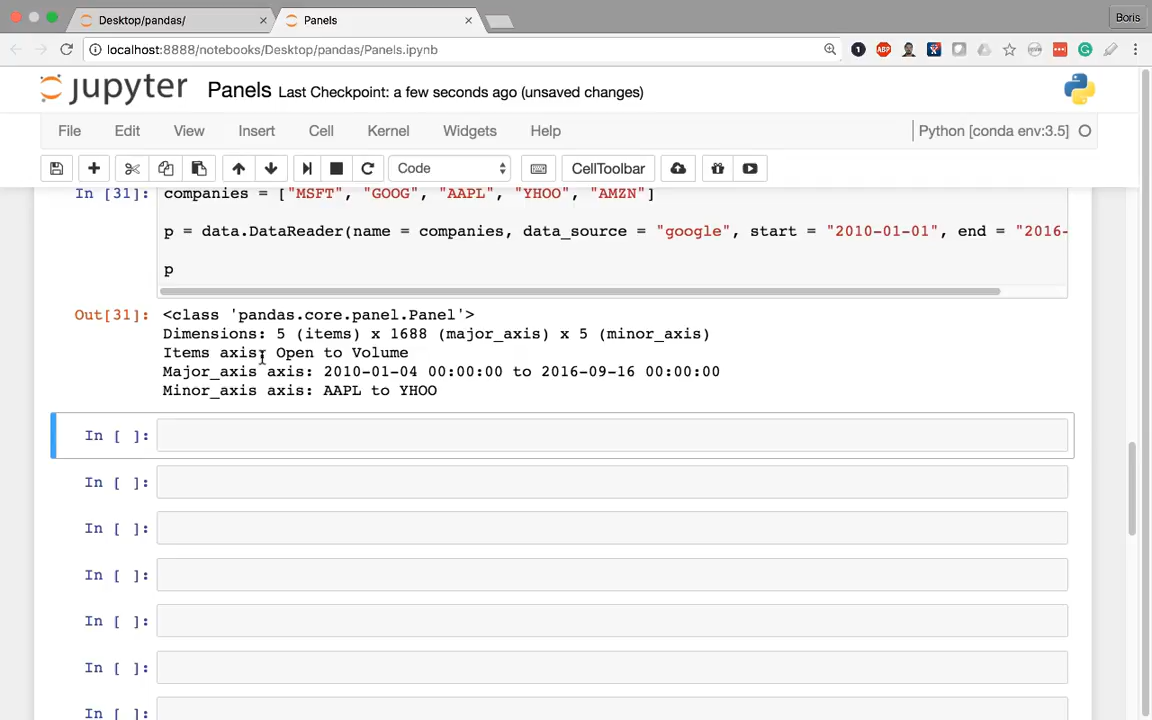 Desktop/pandas/ × Panels × Boris
localhost:8888/notebooks/Desktop/pandas/Panels.ipynb
jupyter Panels Last Checkpoint: a few seconds ago (unsaved changes)
File Edit View Insert Cell Kernel Widgets Help Python [conda env:3.5]
Code CellToolbar
In [31]: companies = ["MSFT", "GOOG", "AAPL", "YHOO", "AMZN"]
p = data.DataReader(name = companies, data_source = "google", start = "2010-01-01", end = "2016-
p
Out[31]: <class 'pandas.core.panel.Panel'>
Dimensions: 5 (items) x 1688 (major_axis) x 5 (minor_axis)
Items axis: Open to Volume
Major_axis axis: 2010-01-04 00:00:00 to 2016-09-16 00:00:00
Minor_axis axis: AAPL to YHOO
In [ ]:
In [ ]:
In [ ]:
In [ ]:
In [ ]:
In [ ]:
In [ ]: